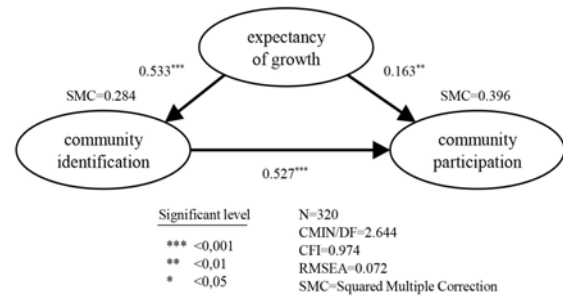 expectancy
of growth
0.533***
0.163**
SMC=0.284
SMC=0.396
community
identification
community
participation
0.527***
Significant level
*** <0,001
** <0,01
* <0,05
N=320
CMIN/DF=2.644
CFI=0.974
RMSEA=0.072
SMC=Squared Multiple Correction